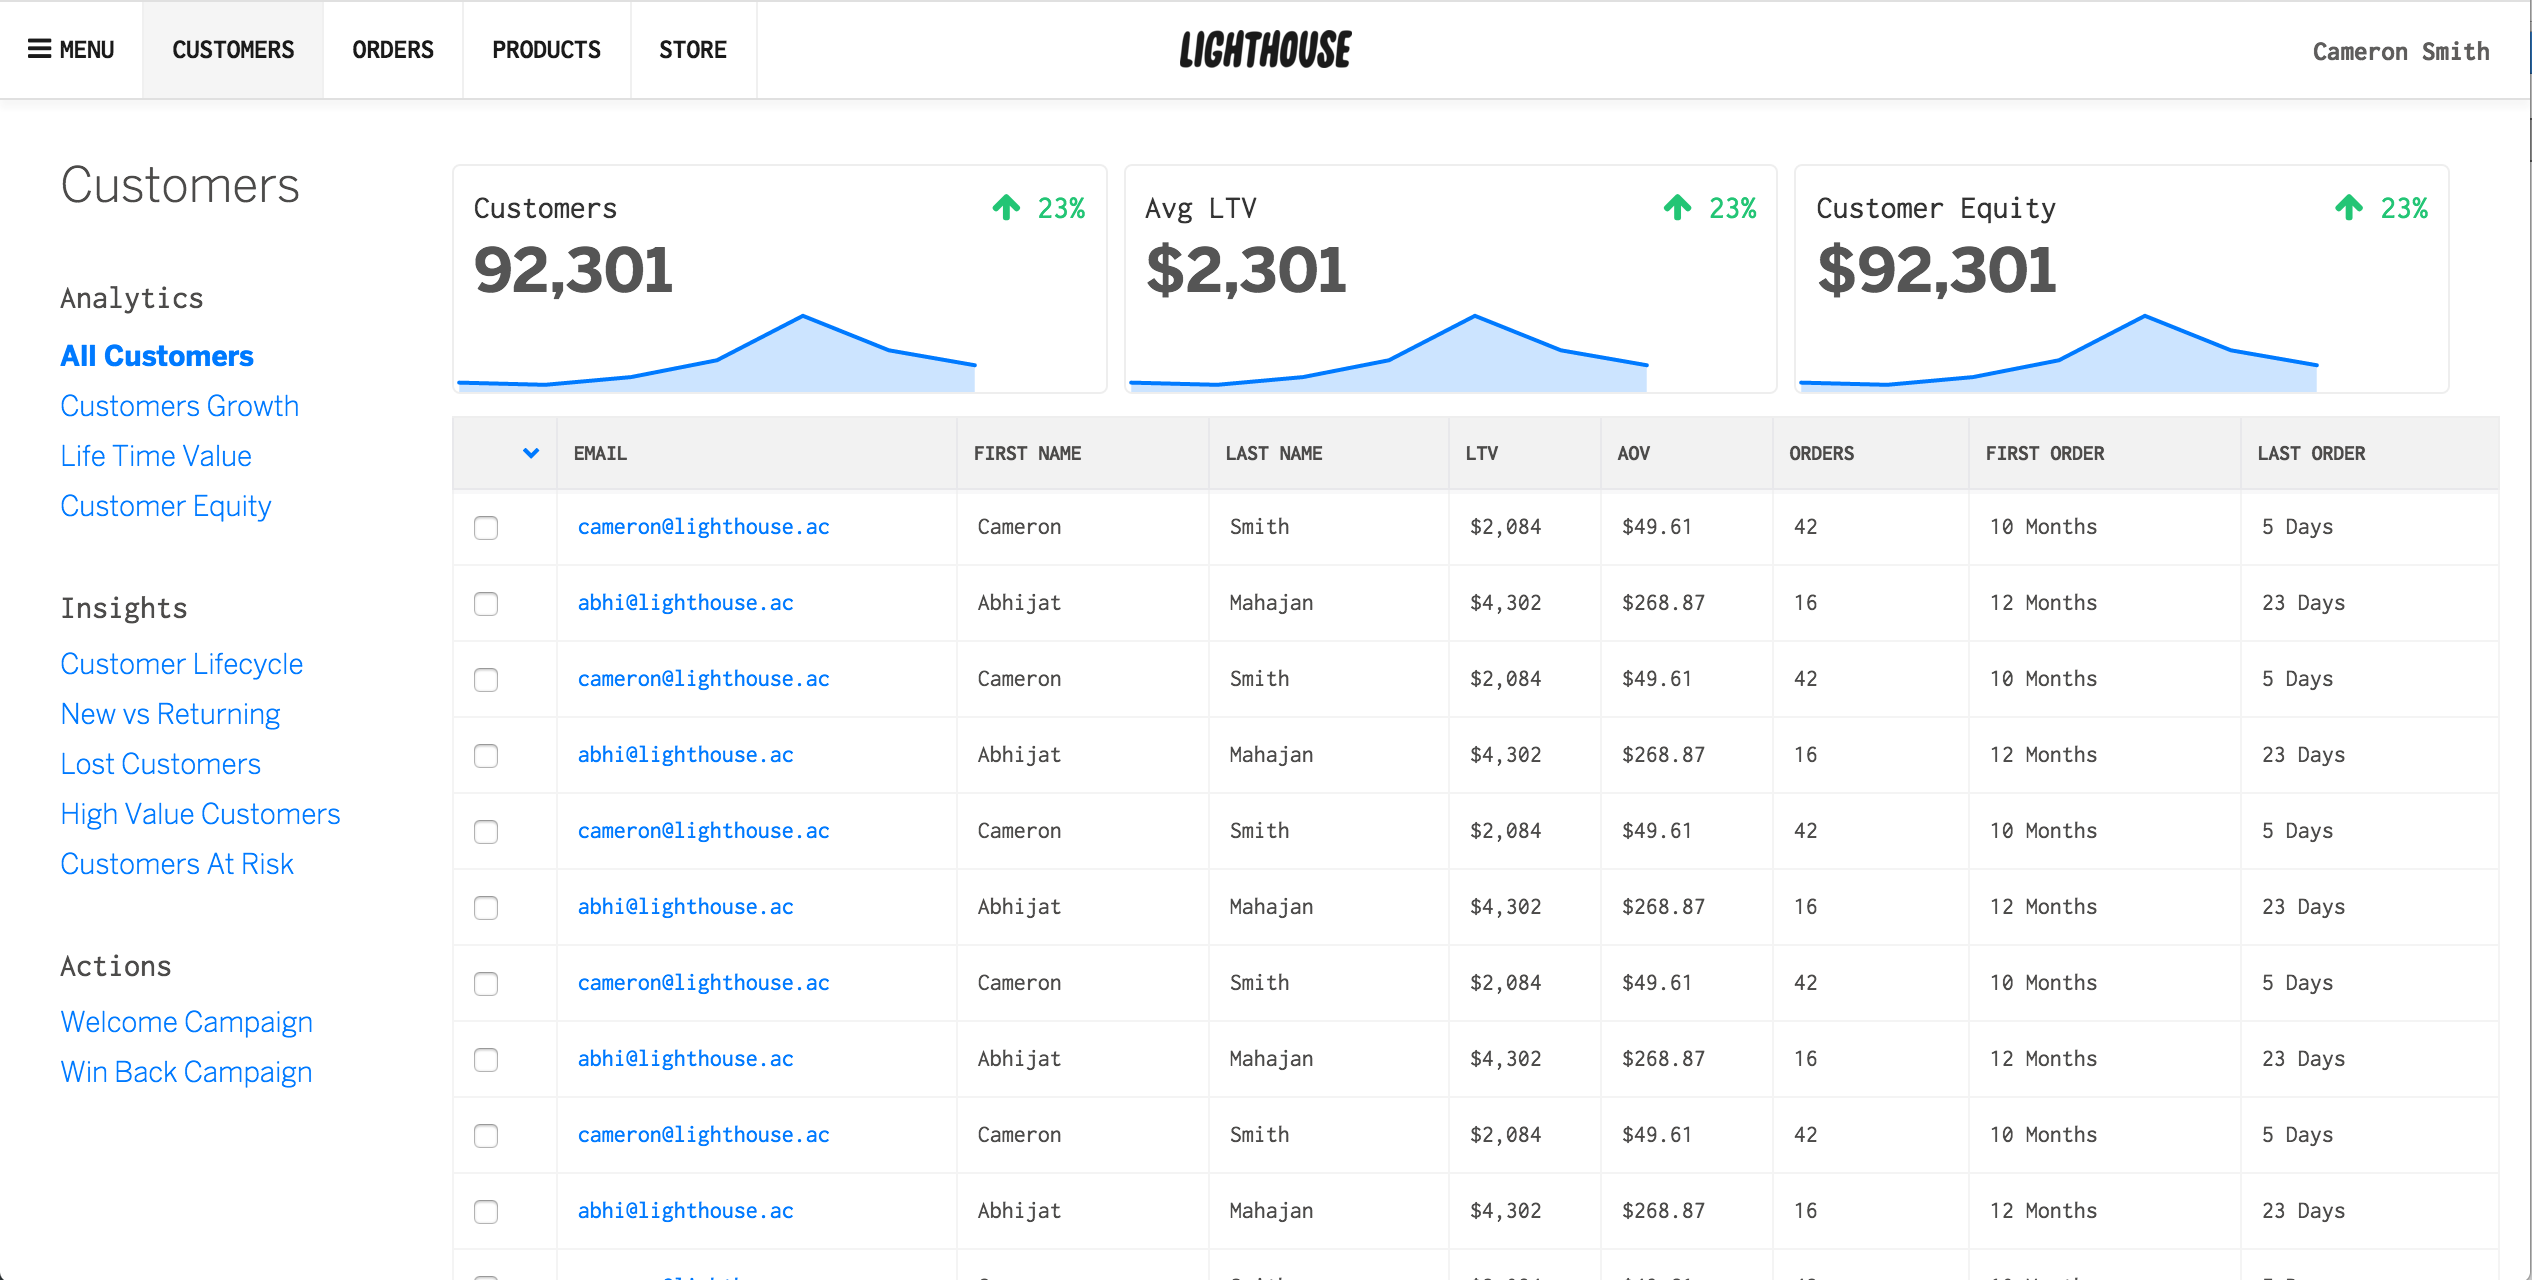 MENU CUSTOMERS ORDERS PRODUCTS STORE LIGHTHOUSE Cameron Smith
Customers
Analytics
All Customers
Customers Growth
Life Time Value
Customer Equity
Insights
Customer Lifecycle
New vs Returning
Lost Customers
High Value Customers
Customers At Risk
Actions
Welcome Campaign
Win Back Campaign
Customers 23%
92,301
Avg LTV 23%
$2,301
Customer Equity 23%
$92,301
EMAIL FIRST NAME LAST NAME LTV AOV ORDERS FIRST ORDER LAST ORDER
cameron@lighthouse.ac Cameron Smith $2,084 $49.61 42 10 Months 5 Days
abhi@lighthouse.ac Abhijat Mahajan $4,302 $268.87 16 12 Months 23 Days
cameron@lighthouse.ac Cameron Smith $2,084 $49.61 42 10 Months 5 Days
abhi@lighthouse.ac Abhijat Mahajan $4,302 $268.87 16 12 Months 23 Days
cameron@lighthouse.ac Cameron Smith $2,084 $49.61 42 10 Months 5 Days
abhi@lighthouse.ac Abhijat Mahajan $4,302 $268.87 16 12 Months 23 Days
cameron@lighthouse.ac Cameron Smith $2,084 $49.61 42 10 Months 5 Days
abhi@lighthouse.ac Abhijat Mahajan $4,302 $268.87 16 12 Months 23 Days
cameron@lighthouse.ac Cameron Smith $2,084 $49.61 42 10 Months 5 Days
abhi@lighthouse.ac Abhijat Mahajan $4,302 $268.87 16 12 Months 23 Days